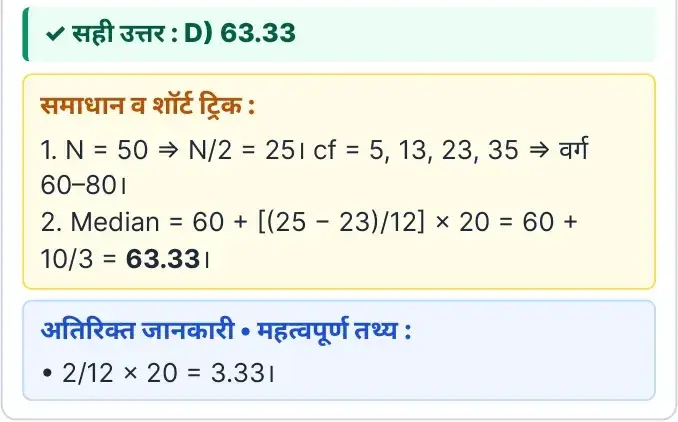 ✓ सही उत्तर : D) 63.33
समाधान व शॉर्ट ट्रिक :
1. N = 50 ⇒ N/2 = 25। cf = 5, 13, 23, 35 ⇒ वर्ग
60–80।
2. Median = 60 + [(25 − 23)/12] × 20 = 60 +
10/3 = 63.33।
अतिरिक्त जानकारी • महत्वपूर्ण तथ्य :
• 2/12 × 20 = 3.33।